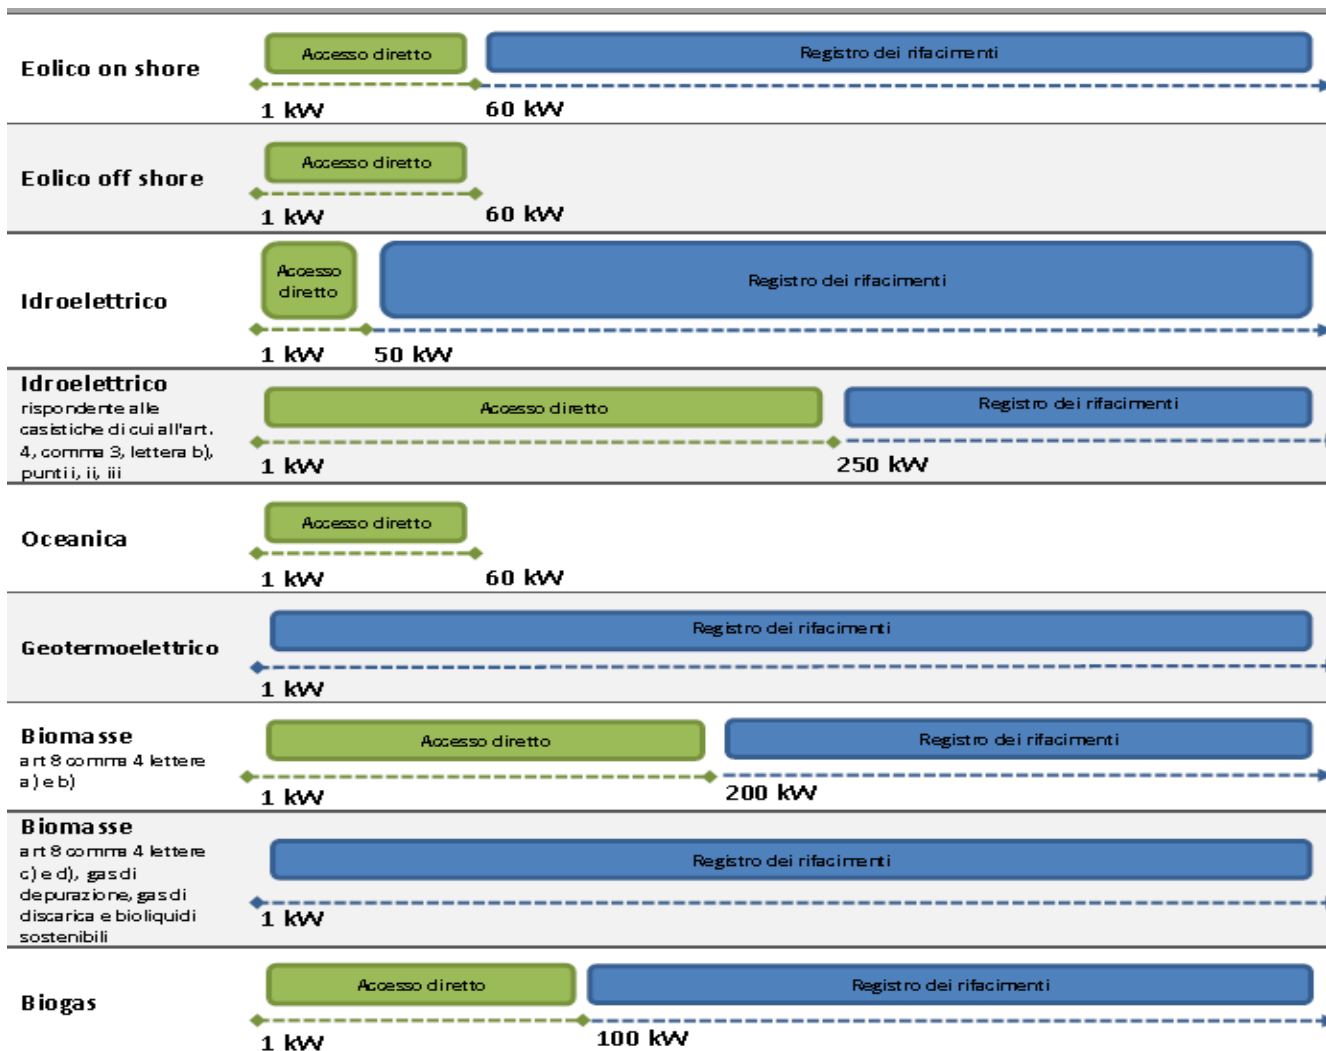 Eolico on shore
Accesso diretto
Registro dei rifacimenti
1 kW
60 kW
Eolico off shore
Accesso diretto
1 kW
60 kW
Idroelettrico
Accesso
diretto
Registro dei rifacimenti
1 kW
50 kW
Idroelettrico
rispondente alle
casistiche di cui all'art.
4, comma 3, lettera b),
punti i, ii, iii
Accesso diretto
Registro dei rifacimenti
1 kW
250 kW
Oceanica
Accesso diretto
1 kW
60 kW
Geotermoelettrico
Registro dei rifacimenti
1 kW
Biomasse
art 8 comma 4 lettere
a) e b)
Accesso diretto
Registro dei rifacimenti
1 kW
200 kW
Biomasse
art 8 comma 4 lettere
c) e d), gas di
depurazione, gas di
discarica e bioliquidi
sostenibili
Registro dei rifacimenti
1 kW
Biogas
Accesso diretto
Registro dei rifacimenti
1 kW
100 kW